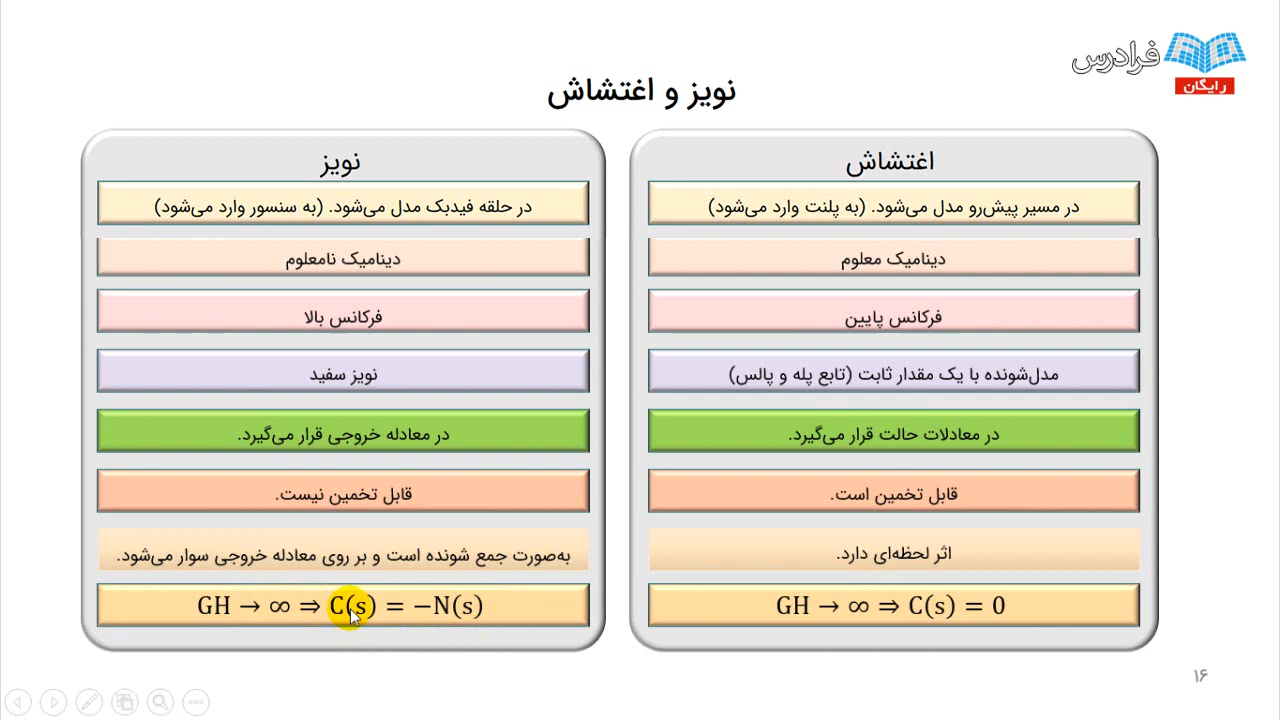 فرادرس
رایگان
نویز و اغتشاش
اغتشاش
در مسیر پیش‌رو مدل می‌شود. (به پلنت وارد می‌شود)
دینامیک معلوم
فرکانس پایین
مدل‌شونده با یک مقدار ثابت (تابع پله و پالس)
در معادلات حالت قرار می‌گیرد.
قابل تخمین است.
اثر لحظه‌ای دارد.
GH → ∞ ⇒ C(s) = 0
نویز
در حلقه فیدبک مدل می‌شود. (به سنسور وارد می‌شود)
دینامیک نامعلوم
فرکانس بالا
نویز سفید
در معادله خروجی قرار می‌گیرد.
قابل تخمین نیست.
به‌صورت جمع شونده است و بر روی معادله خروجی سوار می‌شود.
GH → ∞ ⇒ C(s) = −N(s)
۱۶